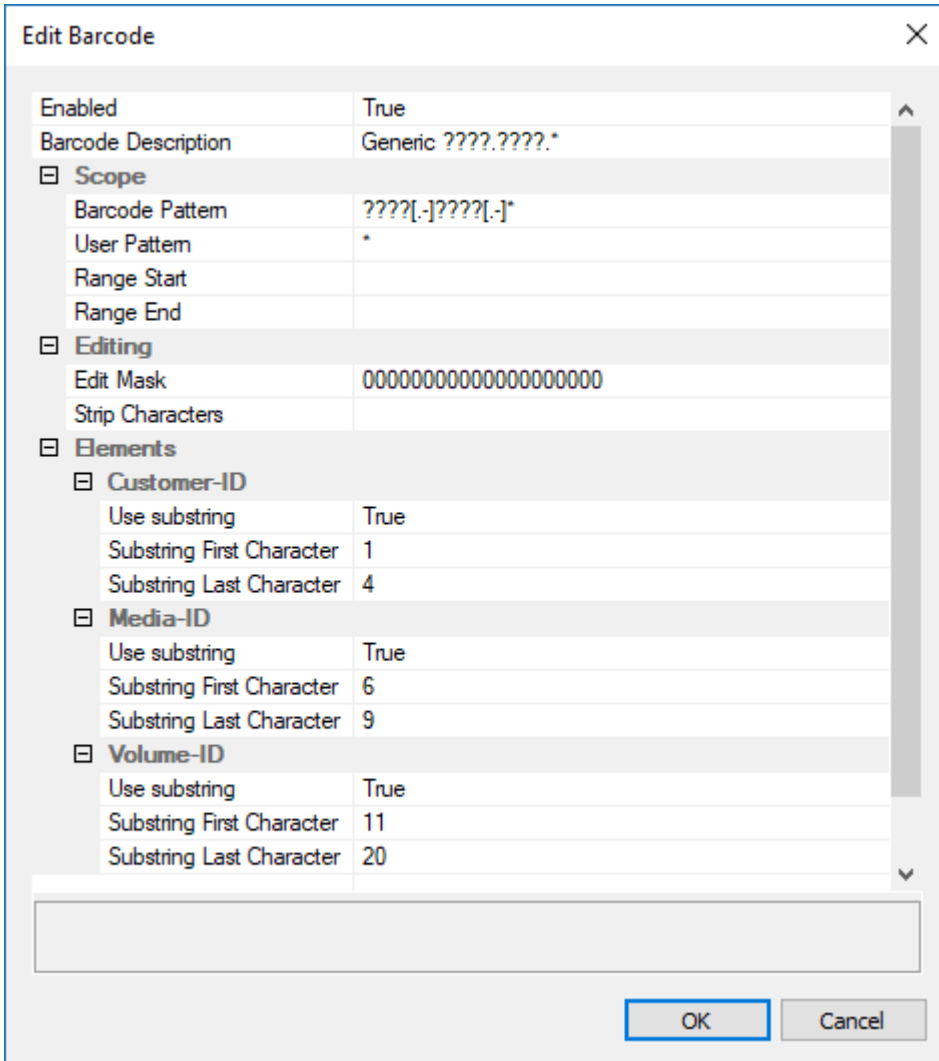 Edit Barcode
Enabled True
Barcode Description Generic ????.????.*
Scope
Barcode Pattern ????[.-]????[.-]*
User Pattern *
Range Start
Range End
Editing
Edit Mask 00000000000000000000
Strip Characters
Elements
Customer-ID
Use substring True
Substring First Character 1
Substring Last Character 4
Media-ID
Use substring True
Substring First Character 6
Substring Last Character 9
Volume-ID
Use substring True
Substring First Character 11
Substring Last Character 20
OK Cancel